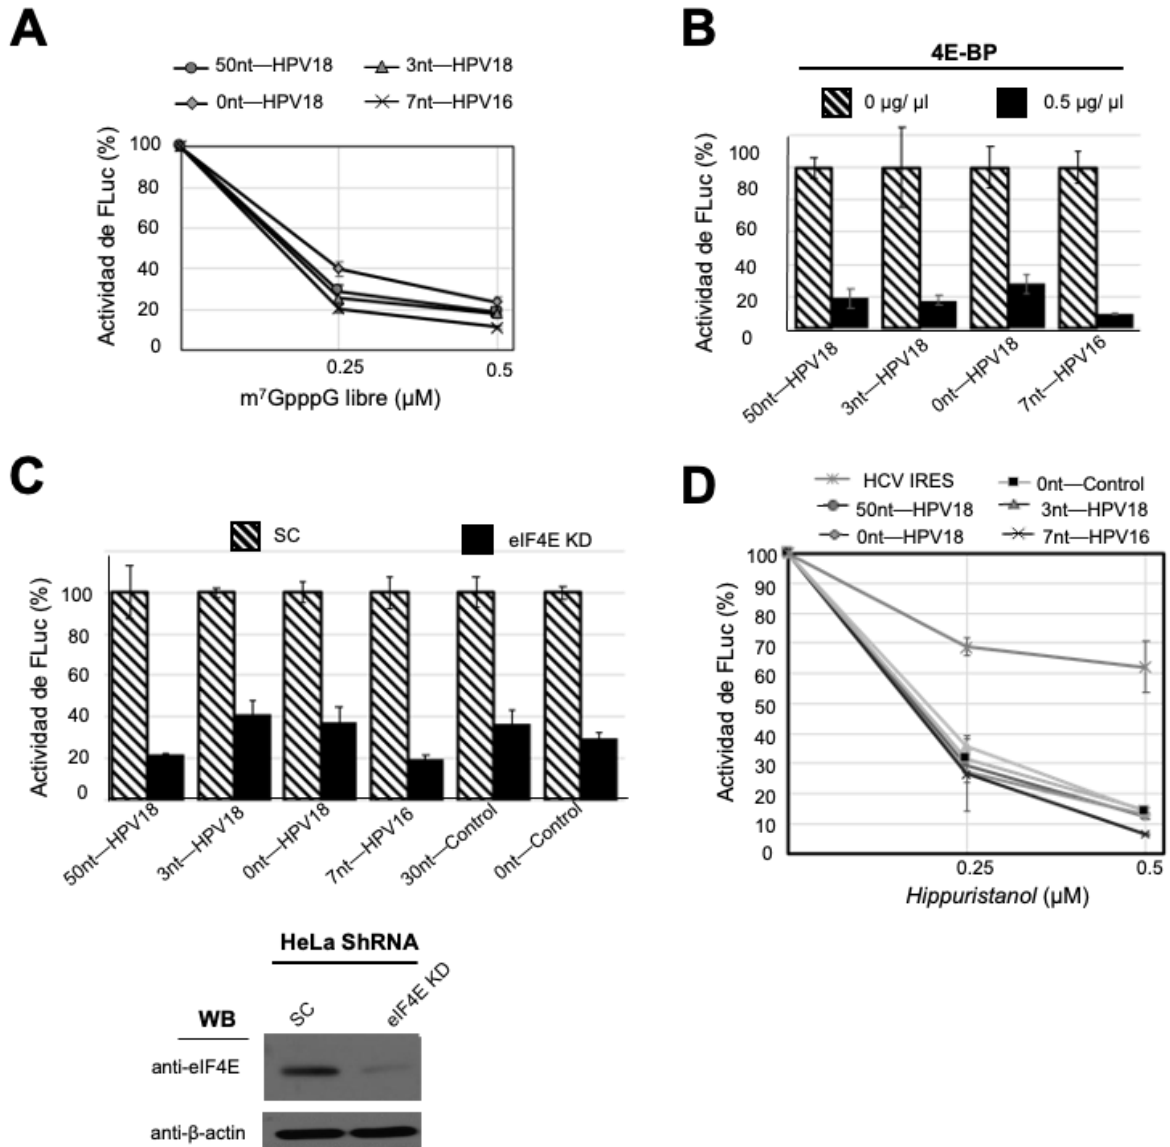 A
50nt—HPV18
3nt—HPV18
0nt—HPV18
7nt—HPV16
Actividad de FLuc (%)
100
80
60
40
20
0
0.25
0.5
m⁷GpppG libre (µM)
B
4E-BP
0 µg/ µl
0.5 µg/ µl
Actividad de FLuc (%)
100
80
60
40
20
0
50nt—HPV18
3nt—HPV18
0nt—HPV18
7nt—HPV16
C
SC
eIF4E KD
Actividad de FLuc (%)
100
80
60
40
20
0
50nt—HPV18
3nt—HPV18
0nt—HPV18
7nt—HPV16
30nt—Control
0nt—Control
HeLa ShRNA
WB
SC
eIF4E KD
anti-eIF4E
anti-β-actin
D
HCV IRES
0nt—Control
50nt—HPV18
3nt—HPV18
0nt—HPV18
7nt—HPV16
Actividad de FLuc (%)
100
90
80
70
60
50
40
30
20
10
0
0.25
0.5
Hippuristanol (µM)